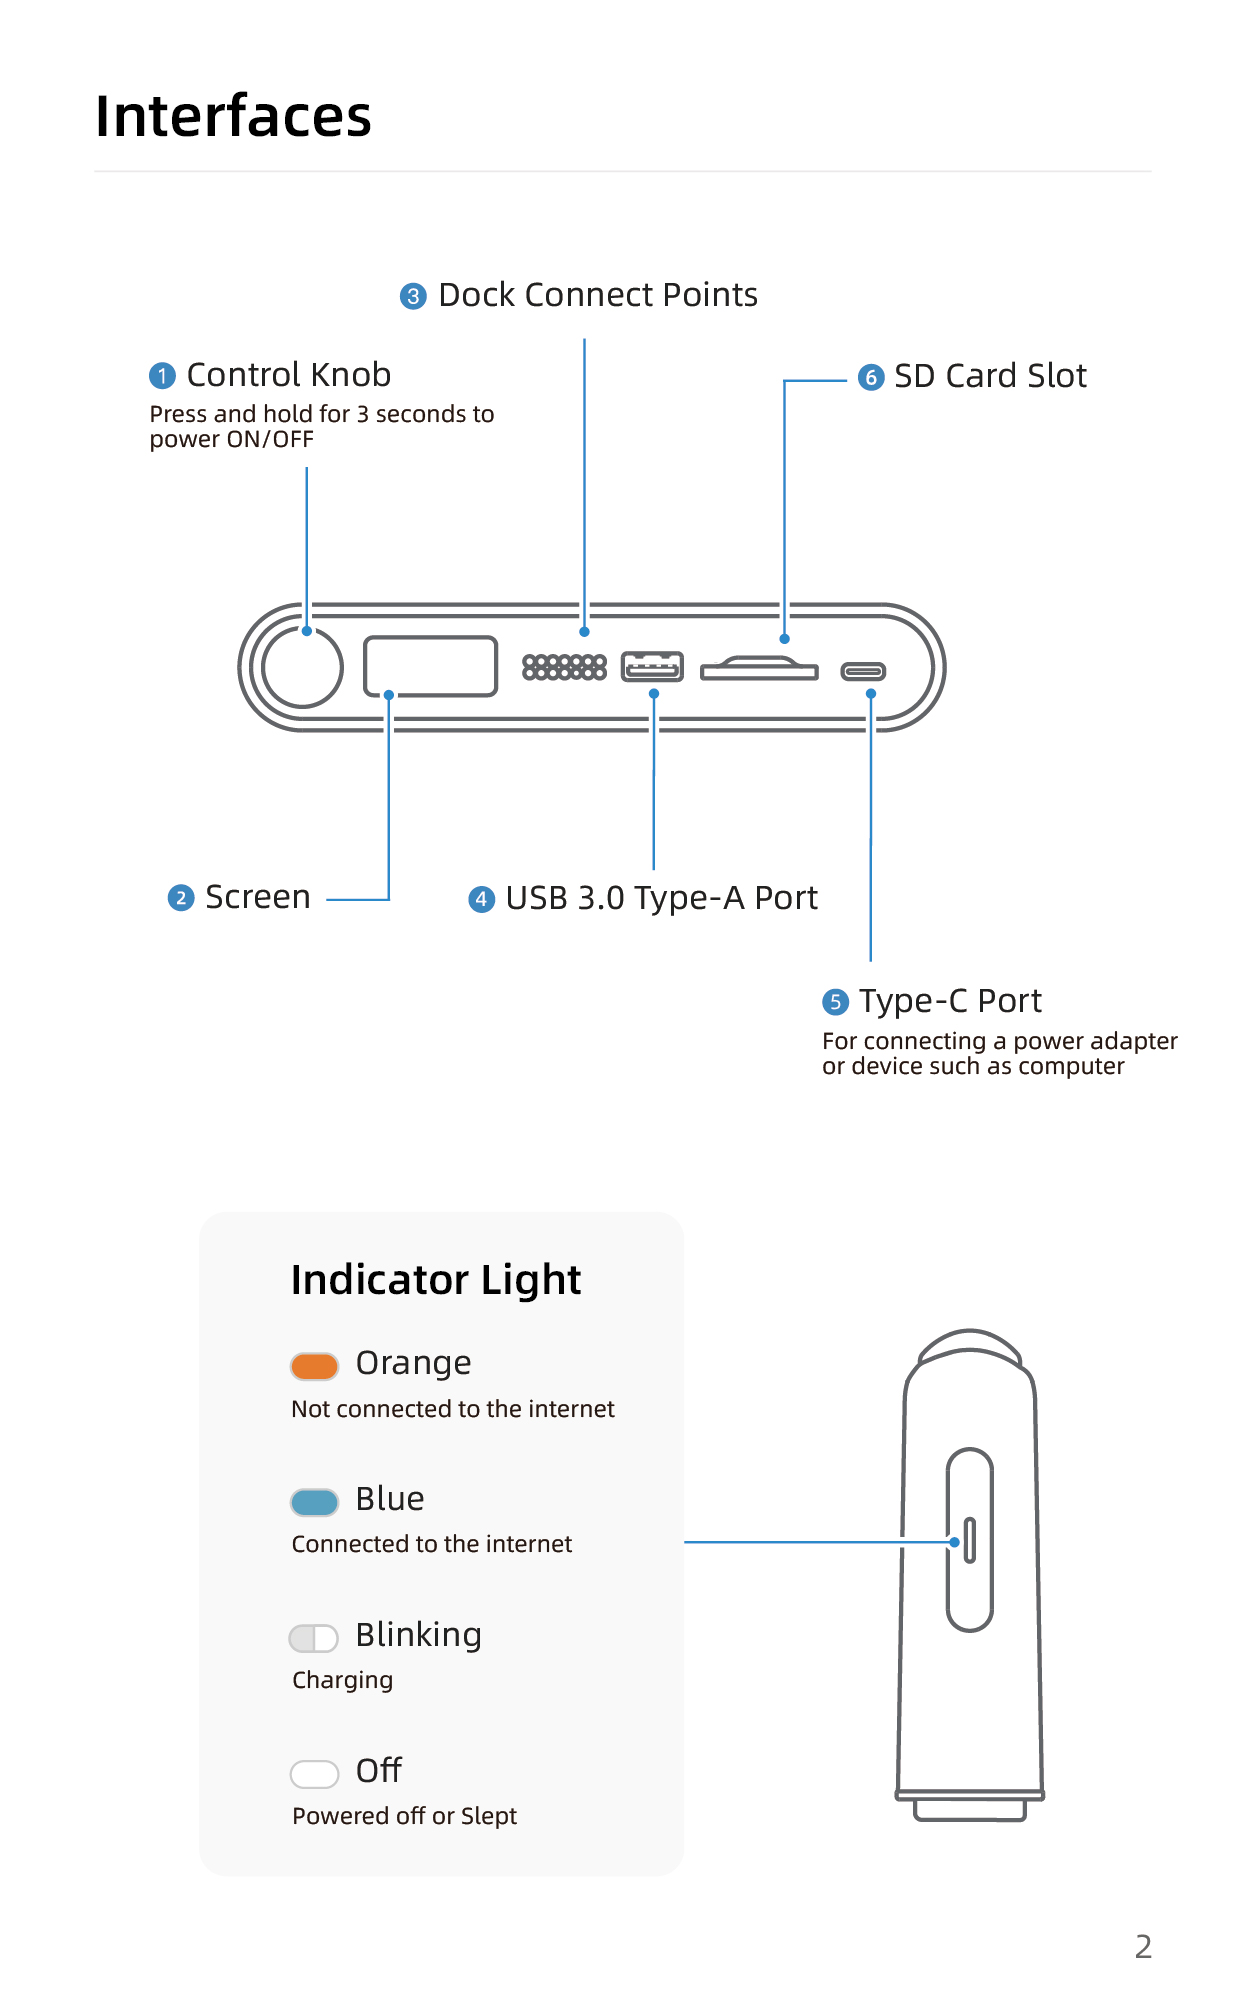 Interfaces
3 Dock Connect Points
1 Control Knob
Press and hold for 3 seconds to
power ON/OFF
6 SD Card Slot
2 Screen
4 USB 3.0 Type-A Port
5 Type-C Port
For connecting a power adapter
or device such as computer
Indicator Light
Orange
Not connected to the internet
Blue
Connected to the internet
Blinking
Charging
Off
Powered off or Slept
2